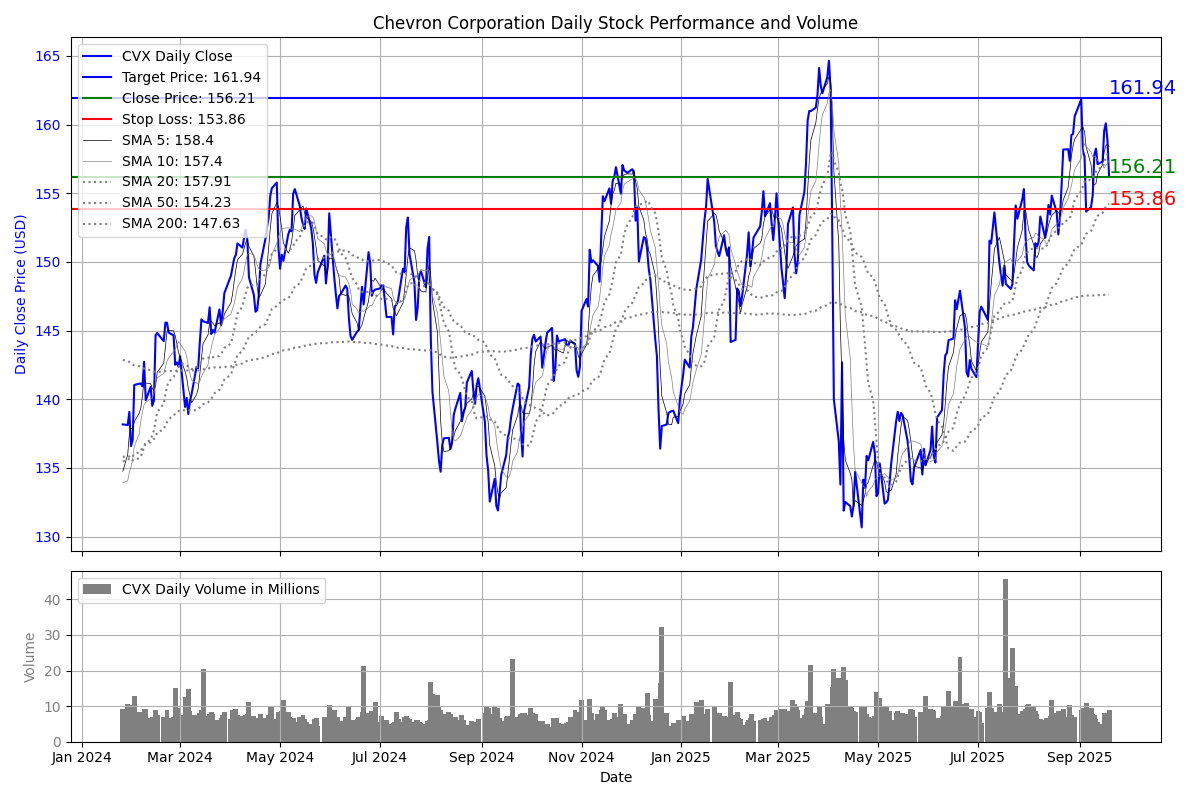 Chevron Corporation Daily Stock Performance and Volume
Daily Close Price (USD)
165
160
155
150
145
140
135
130
CVX Daily Close
Target Price: 161.94
Close Price: 156.21
Stop Loss: 153.86
SMA 5: 158.4
SMA 10: 157.4
SMA 20: 157.91
SMA 50: 154.23
SMA 200: 147.63
161.94
156.21
153.86
Volume
40
30
20
10
0
CVX Daily Volume in Millions
Jan 2024 Mar 2024 May 2024 Jul 2024 Sep 2024 Nov 2024 Jan 2025 Mar 2025 May 2025 Jul 2025 Sep 2025
Date